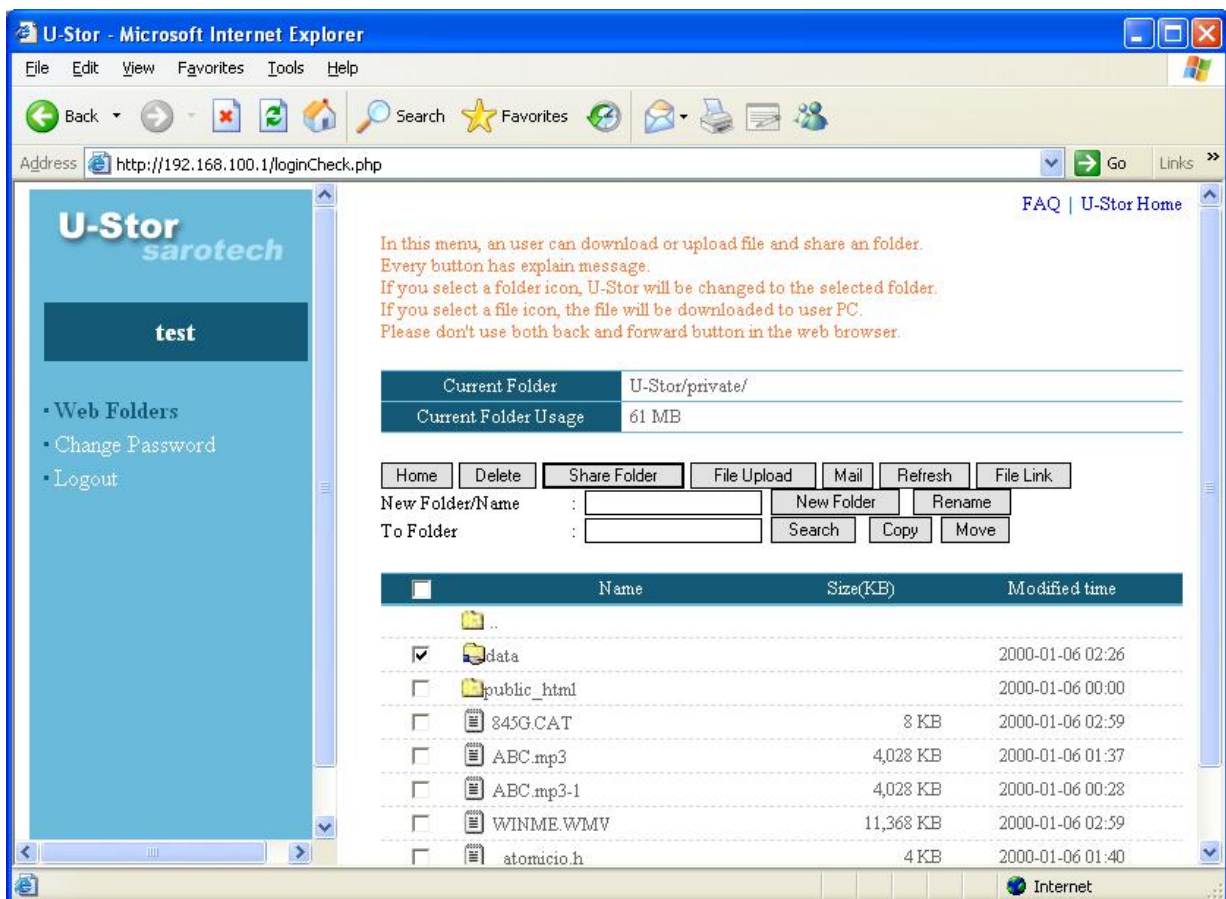 U-Stor - Microsoft Internet Explorer
File Edit View Favorites Tools Help
Back Search Favorites
Address http://192.168.100.1/loginCheck.php Go Links »
U-Stor
sarotech
test
Web Folders
Change Password
Logout
FAQ | U-Stor Home
In this menu, an user can download or upload file and share an folder.
Every button has explain message.
If you select a folder icon, U-Stor will be changed to the selected folder.
If you select a file icon, the file will be downloaded to user PC.
Please don't use both back and forward button in the web browser.
Current Folder U-Stor/private/
Current Folder Usage 61 MB
Home Delete Share Folder File Upload Mail Refresh File Link
New Folder/Name : New Folder Rename
To Folder : Search Copy Move
Name Size(KB) Modified time
..
data 2000-01-06 02:26
public_html 2000-01-06 00:00
845G.CAT 8 KB 2000-01-06 02:59
ABC.mp3 4,028 KB 2000-01-06 01:37
ABC.mp3-1 4,028 KB 2000-01-06 00:28
WINME.WMV 11,368 KB 2000-01-06 02:59
atomicio.h 4 KB 2000-01-06 01:40
Internet